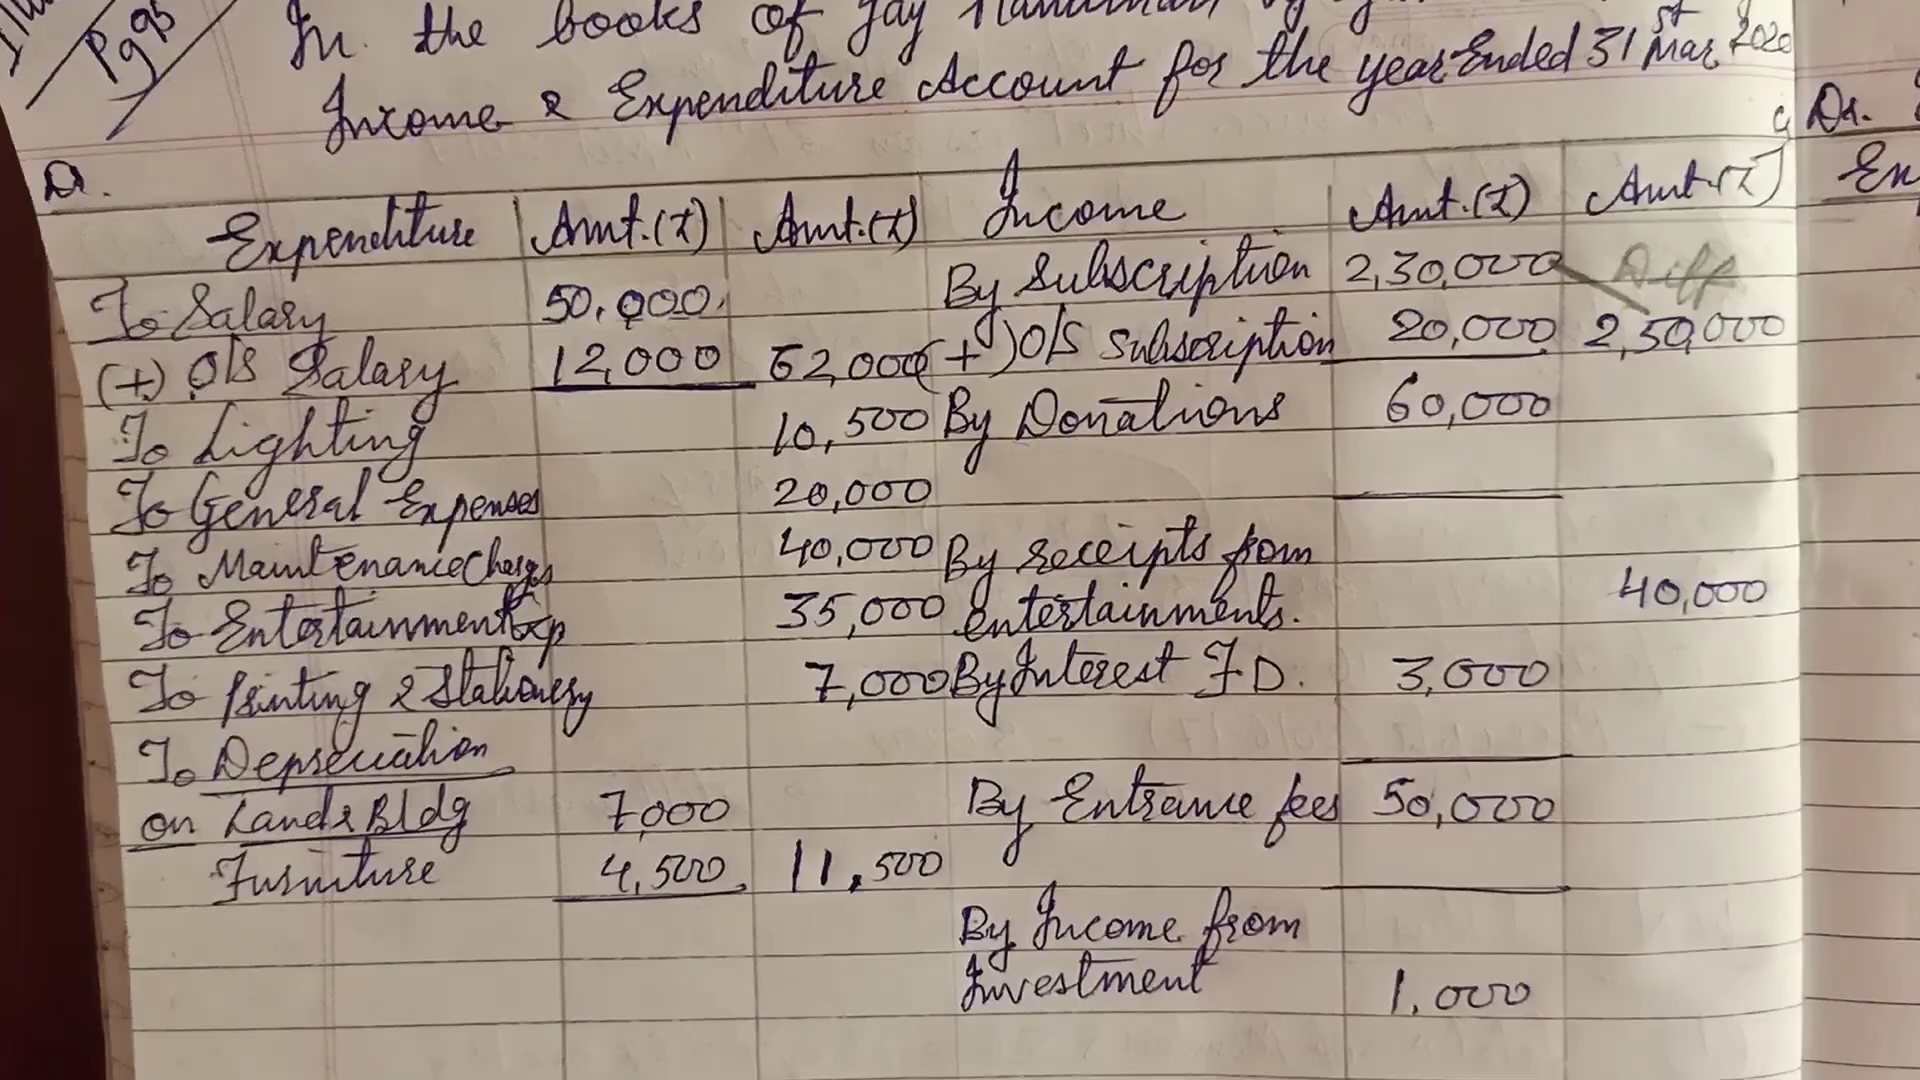 Pg 95
In the books of Jay
Income & Expenditure Account for the year Ended 31st Mar 2020
Dr.
Expenditure Amt.(₹) Amt.(₹) Income Amt.(₹) Amt.(₹)
To Salary 50,000 By Subscription 2,30,000 Diff
(+) O/S Salary 12,000 62,000 (+) O/S Subscription 20,000 2,50,000
To Lighting 10,500 By Donations 60,000
To General Expenses 20,000
To Maintenance Charges 40,000 By receipts from
To Entertainment Exp 35,000 entertainments. 40,000
To Printing & Stationery 7,000 By Interest F.D. 3,000
To Depreciation
on Land & Bldg 7,000 By Entrance fees 50,000
Furniture 4,500 11,500
By Income from
Investment 1,000
Dr.